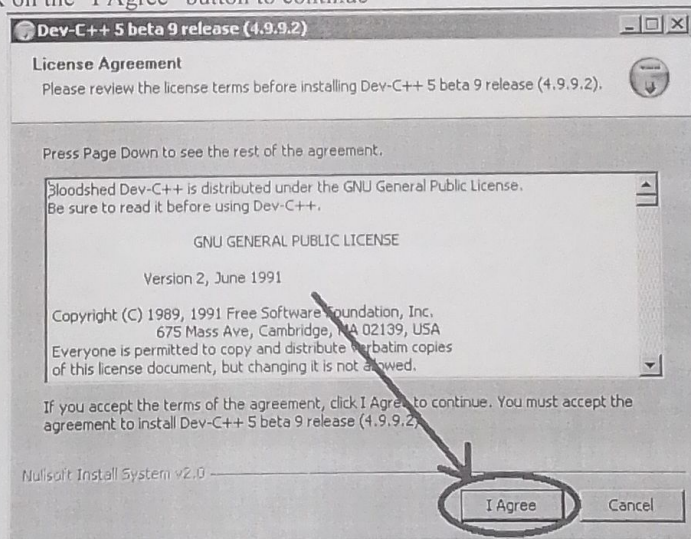 on the "I Agree" button to continue
Dev-C++ 5 beta 9 release (4.9.9.2)
License Agreement
Please review the license terms before installing Dev-C++ 5 beta 9 release (4.9.9.2).
Press Page Down to see the rest of the agreement.
Bloodshed Dev-C++ is distributed under the GNU General Public License.
Be sure to read it before using Dev-C++.
GNU GENERAL PUBLIC LICENSE
Version 2, June 1991
Copyright (C) 1989, 1991 Free Software Foundation, Inc.
675 Mass Ave, Cambridge, MA 02139, USA
Everyone is permitted to copy and distribute verbatim copies
of this license document, but changing it is not allowed.
If you accept the terms of the agreement, click I Agree to continue. You must accept the
agreement to install Dev-C++ 5 beta 9 release (4.9.9.2).
Nullsoft Install System v2.0
I Agree
Cancel